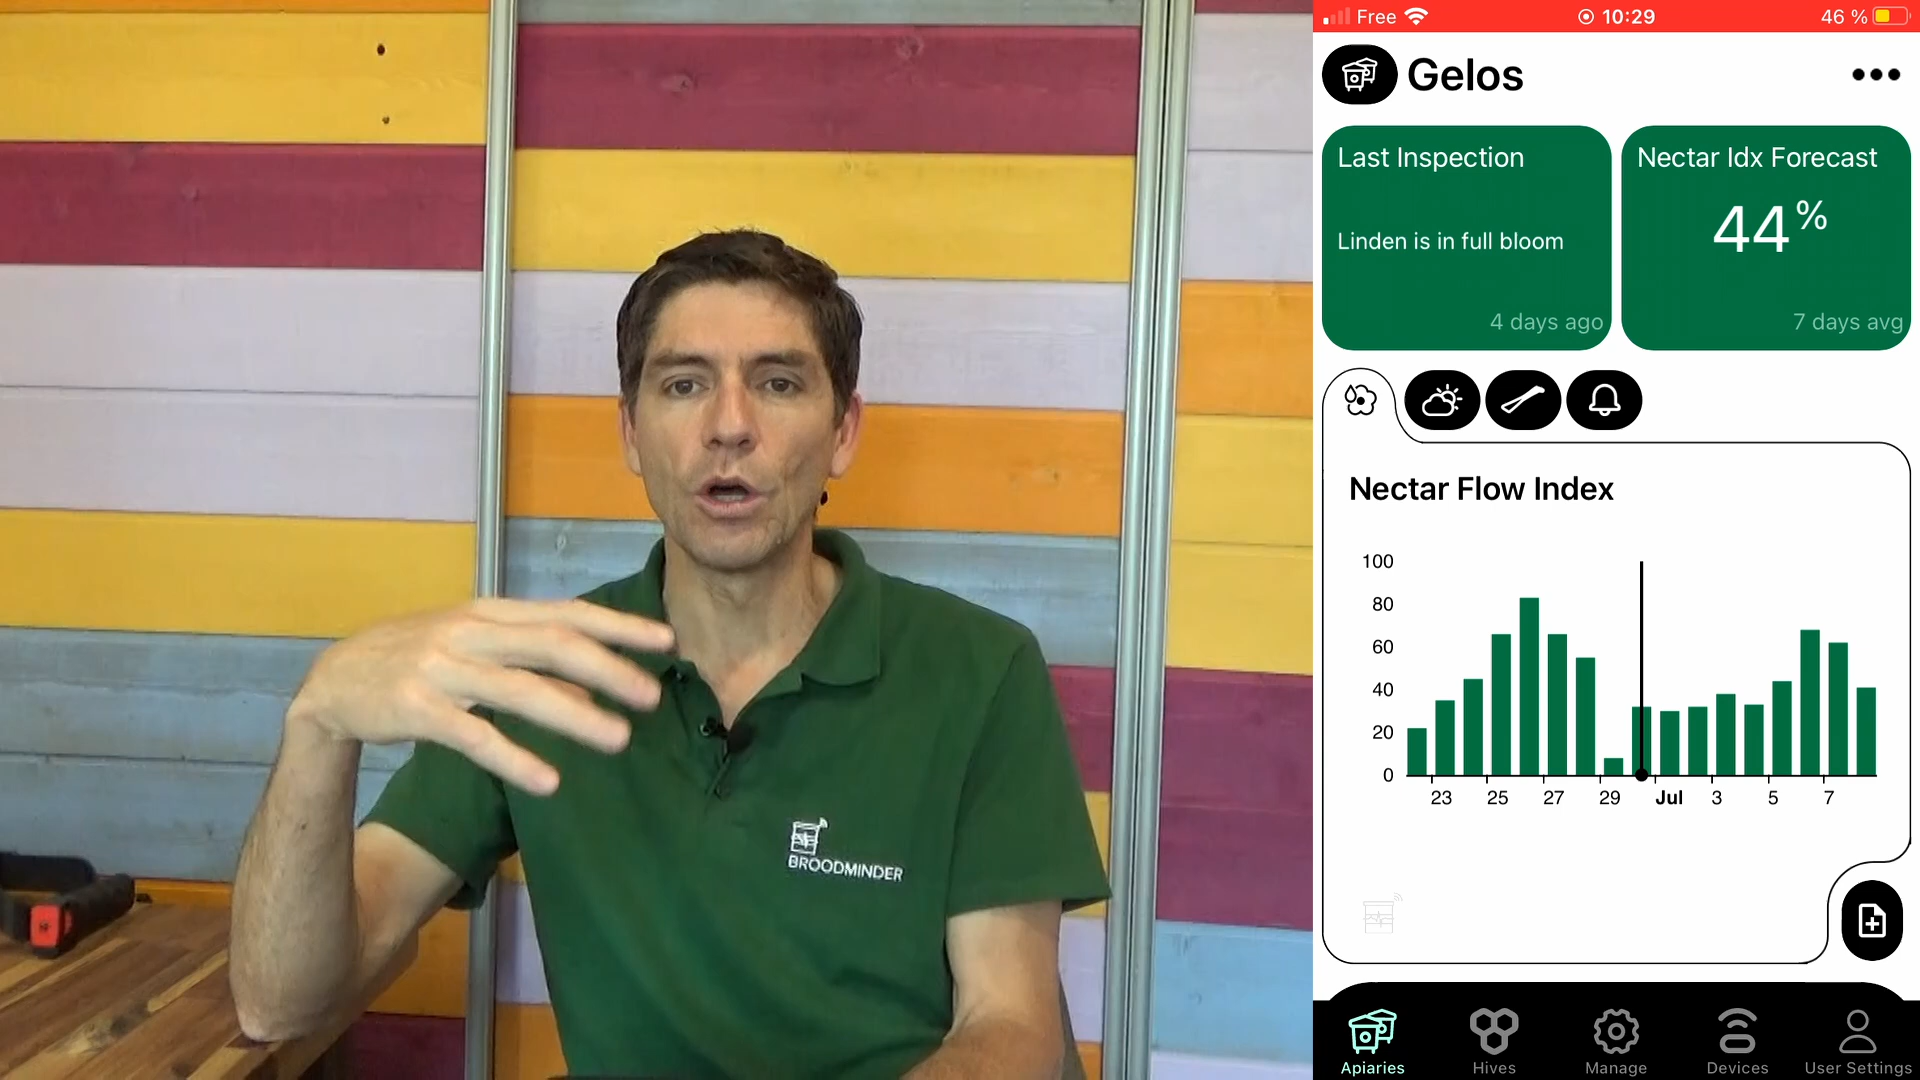 BROODMINDER
Free 10:29 46 %
Gelos
Last Inspection
Linden is in full bloom
4 days ago
Nectar Idx Forecast
44%
7 days avg
Nectar Flow Index
100
80
60
40
20
0
23 25 27 29 Jul 3 5 7
Apiaries Hives Manage Devices User Settings